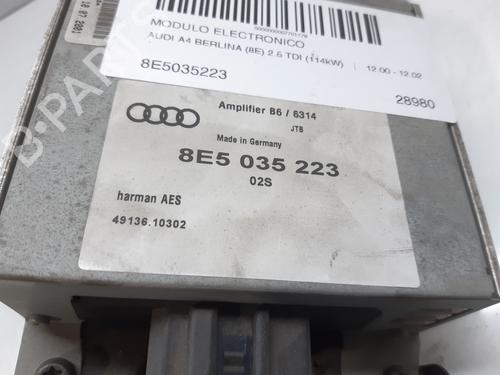 MODULO ELECTRONICO
AUDI A4 BERLINA (8E) 2.5 TDI (114kW) | 12.00 - 12.02
8E5035223
28980
Amplifier B6 / 6314
JTB
Made in Germany
8E5 035 223
02S
harman AES
49136.10302
B-PARTS